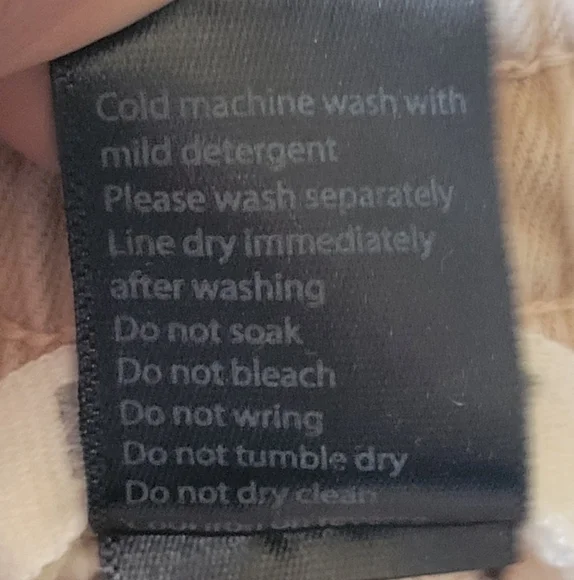 Cold machine wash with
mild detergent
Please wash separately
Line dry immediately
after washing
Do not soak
Do not bleach
Do not wring
Do not tumble dry
Do not dry clean